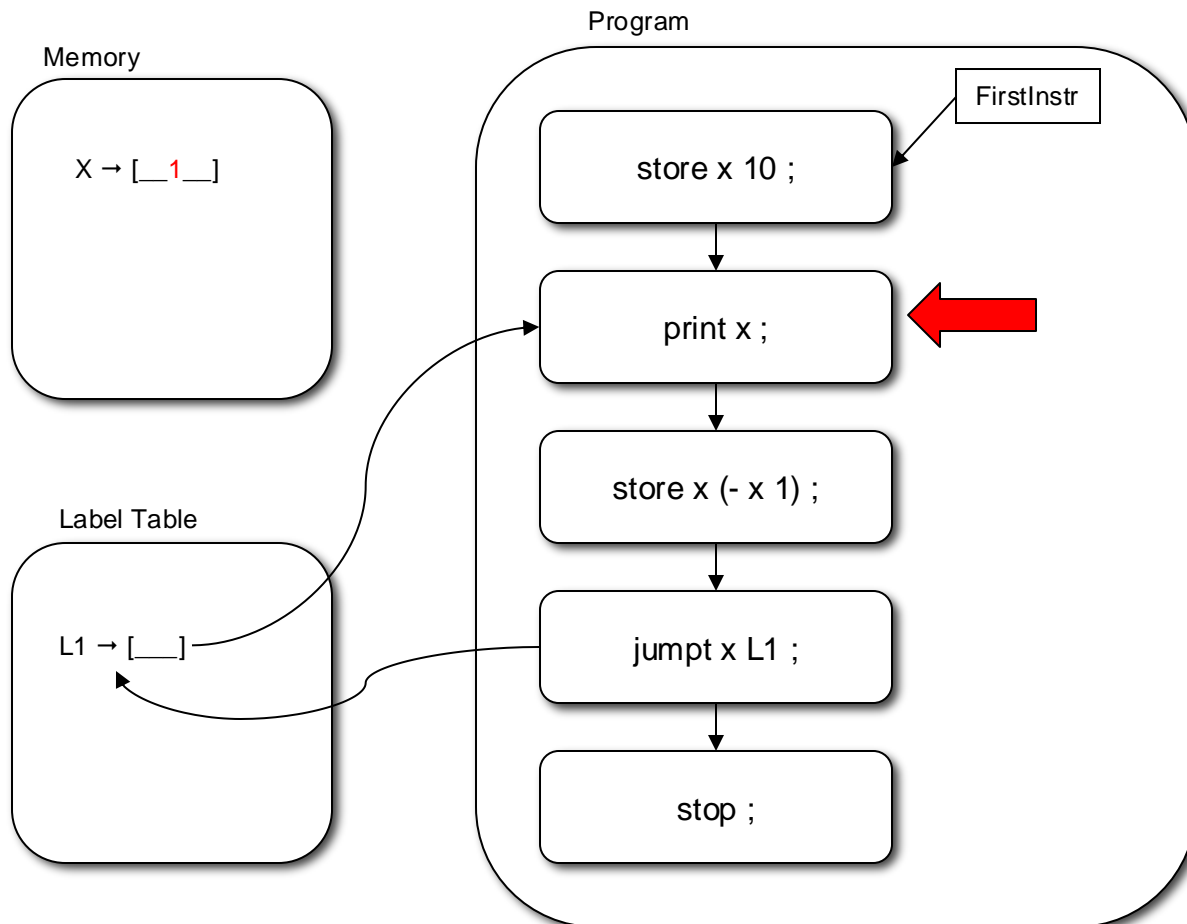 Program
Memory
FirstInstr
X → [__1__]
store x 10 ;
print x ;
store x (- x 1) ;
Label Table
L1 → [___]
jumpt x L1 ;
stop ;